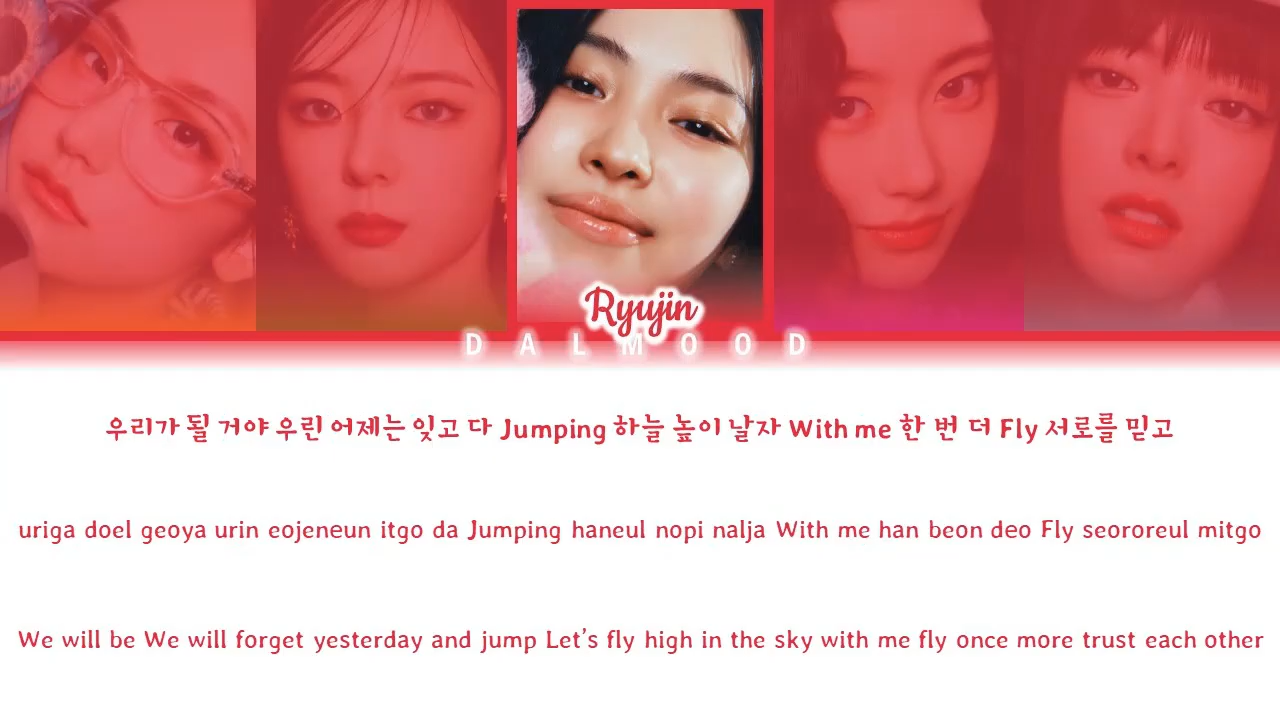 Ryujin
DALMOOD
우리가 될 거야 우린 어제는 잊고 다 Jumping 하늘 높이 날자 With me 한 번 더 Fly 서로를 믿고
uriga doel geoya urin eojeneun itgo da Jumping haneul nopi nalja With me han beon deo Fly seororeul mitgo
We will be We will forget yesterday and jump Let's fly high in the sky with me fly once more trust each other